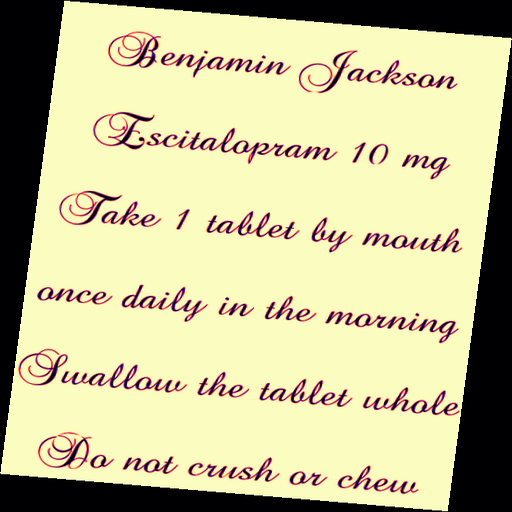 Benjamin Jackson
Escitalopram 10 mg
Take 1 tablet by mouth
once daily in the morning
Swallow the tablet whole
Do not crush or chew